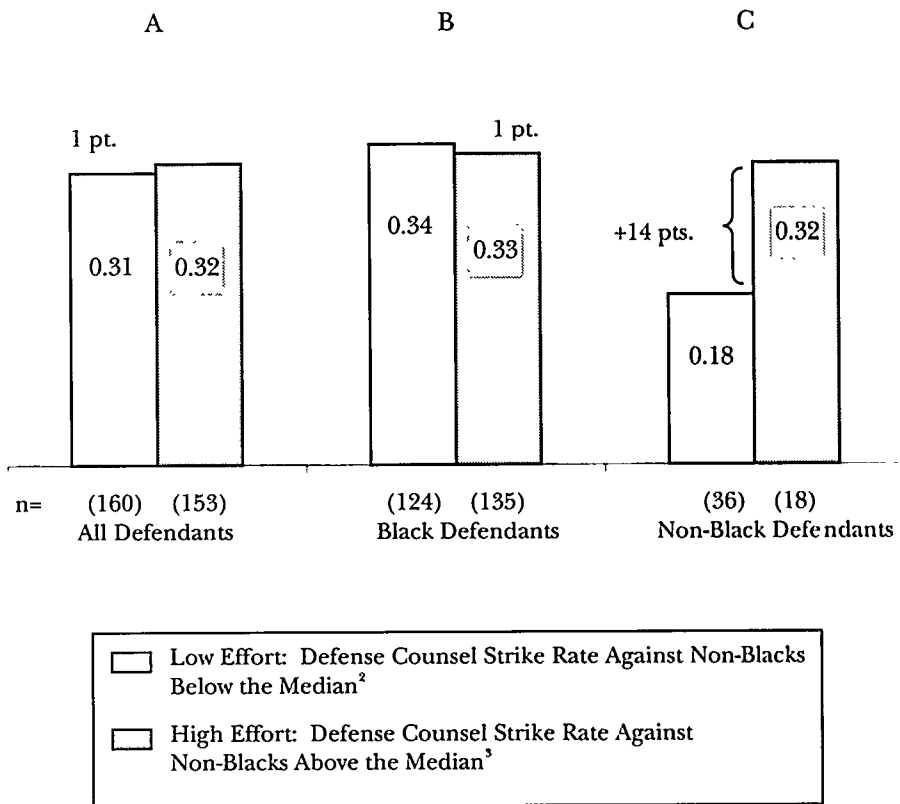 A B C
1 pt. 1 pt.
0.31 0.32 0.34 0.33 +14 pts. 0.18 0.32
n= (160) (153) (124) (135) (36) (18)
All Defendants Black Defendants Non-Black Defendants
Low Effort: Defense Counsel Strike Rate Against Non-Blacks
Below the Median²
High Effort: Defense Counsel Strike Rate Against
Non-Blacks Above the Median³